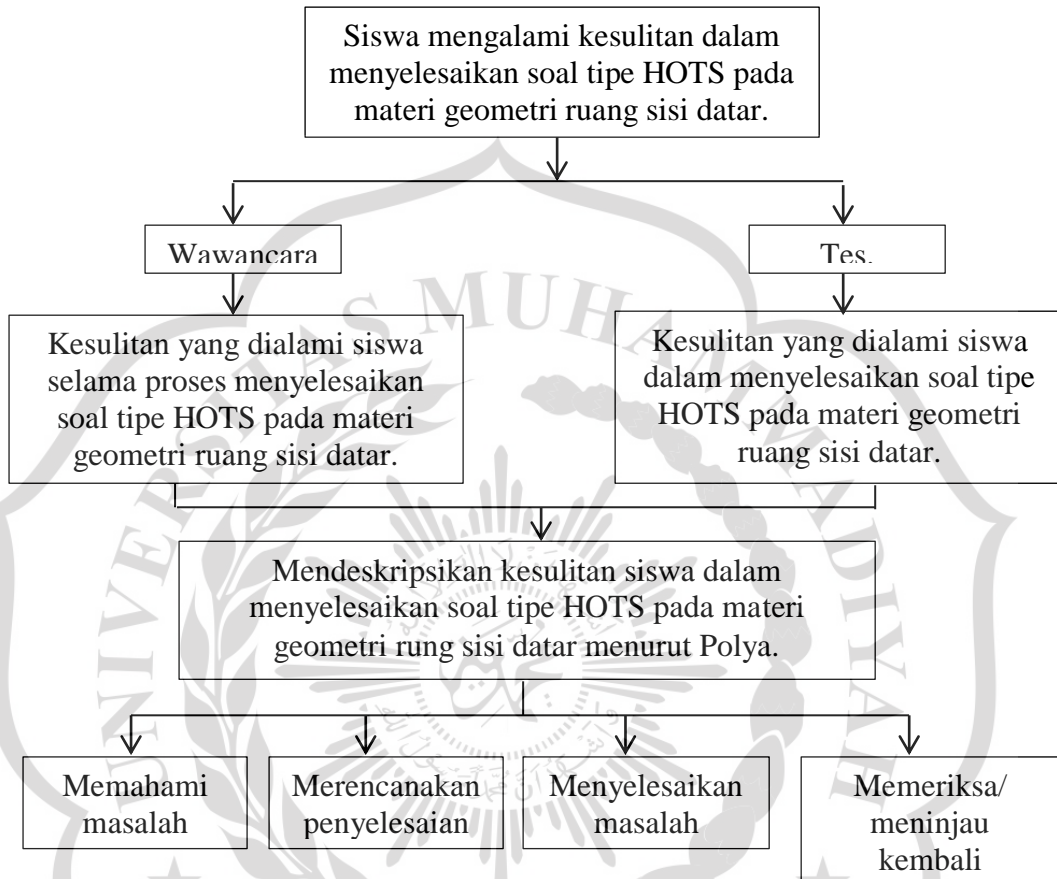 Siswa mengalami kesulitan dalam
menyelesaikan soal tipe HOTS pada
materi geometri ruang sisi datar.
Wawancara
Tes.
Kesulitan yang dialami siswa
selama proses menyelesaikan
soal tipe HOTS pada materi
geometri ruang sisi datar.
Kesulitan yang dialami siswa
dalam menyelesaikan soal tipe
HOTS pada materi geometri
ruang sisi datar.
Mendeskripsikan kesulitan siswa dalam
menyelesaikan soal tipe HOTS pada materi
geometri rung sisi datar menurut Polya.
Memahami
masalah
Merencanakan
penyelesaian
Menyelesaikan
masalah
Memeriksa/
meninjau
kembali
UNIVERSITAS MUHAMMADIYAH